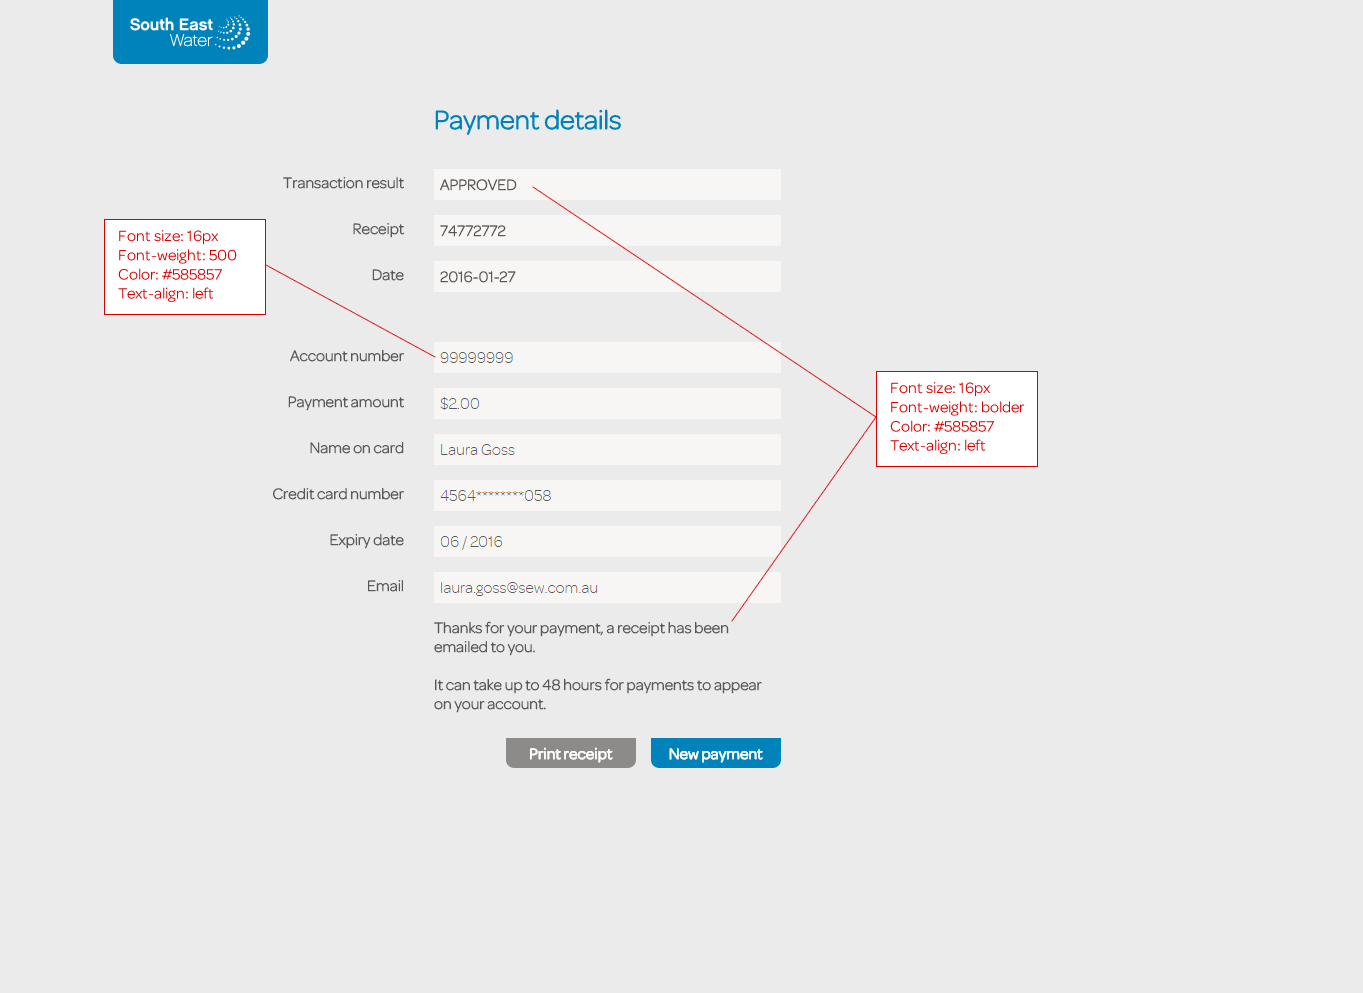 South East
Water
Payment details
Transaction result APPROVED
Receipt 74772772
Date 2016-01-27
Font size: 16px
Font-weight: 500
Color: #585857
Text-align: left
Account number 99999999
Payment amount $2.00
Name on card Laura Goss
Credit card number 4564********058
Expiry date 06 / 2016
Email laura.goss@sew.com.au
Font size: 16px
Font-weight: bolder
Color: #585857
Text-align: left
Thanks for your payment, a receipt has been
emailed to you.
It can take up to 48 hours for payments to appear
on your account.
Print receipt New payment